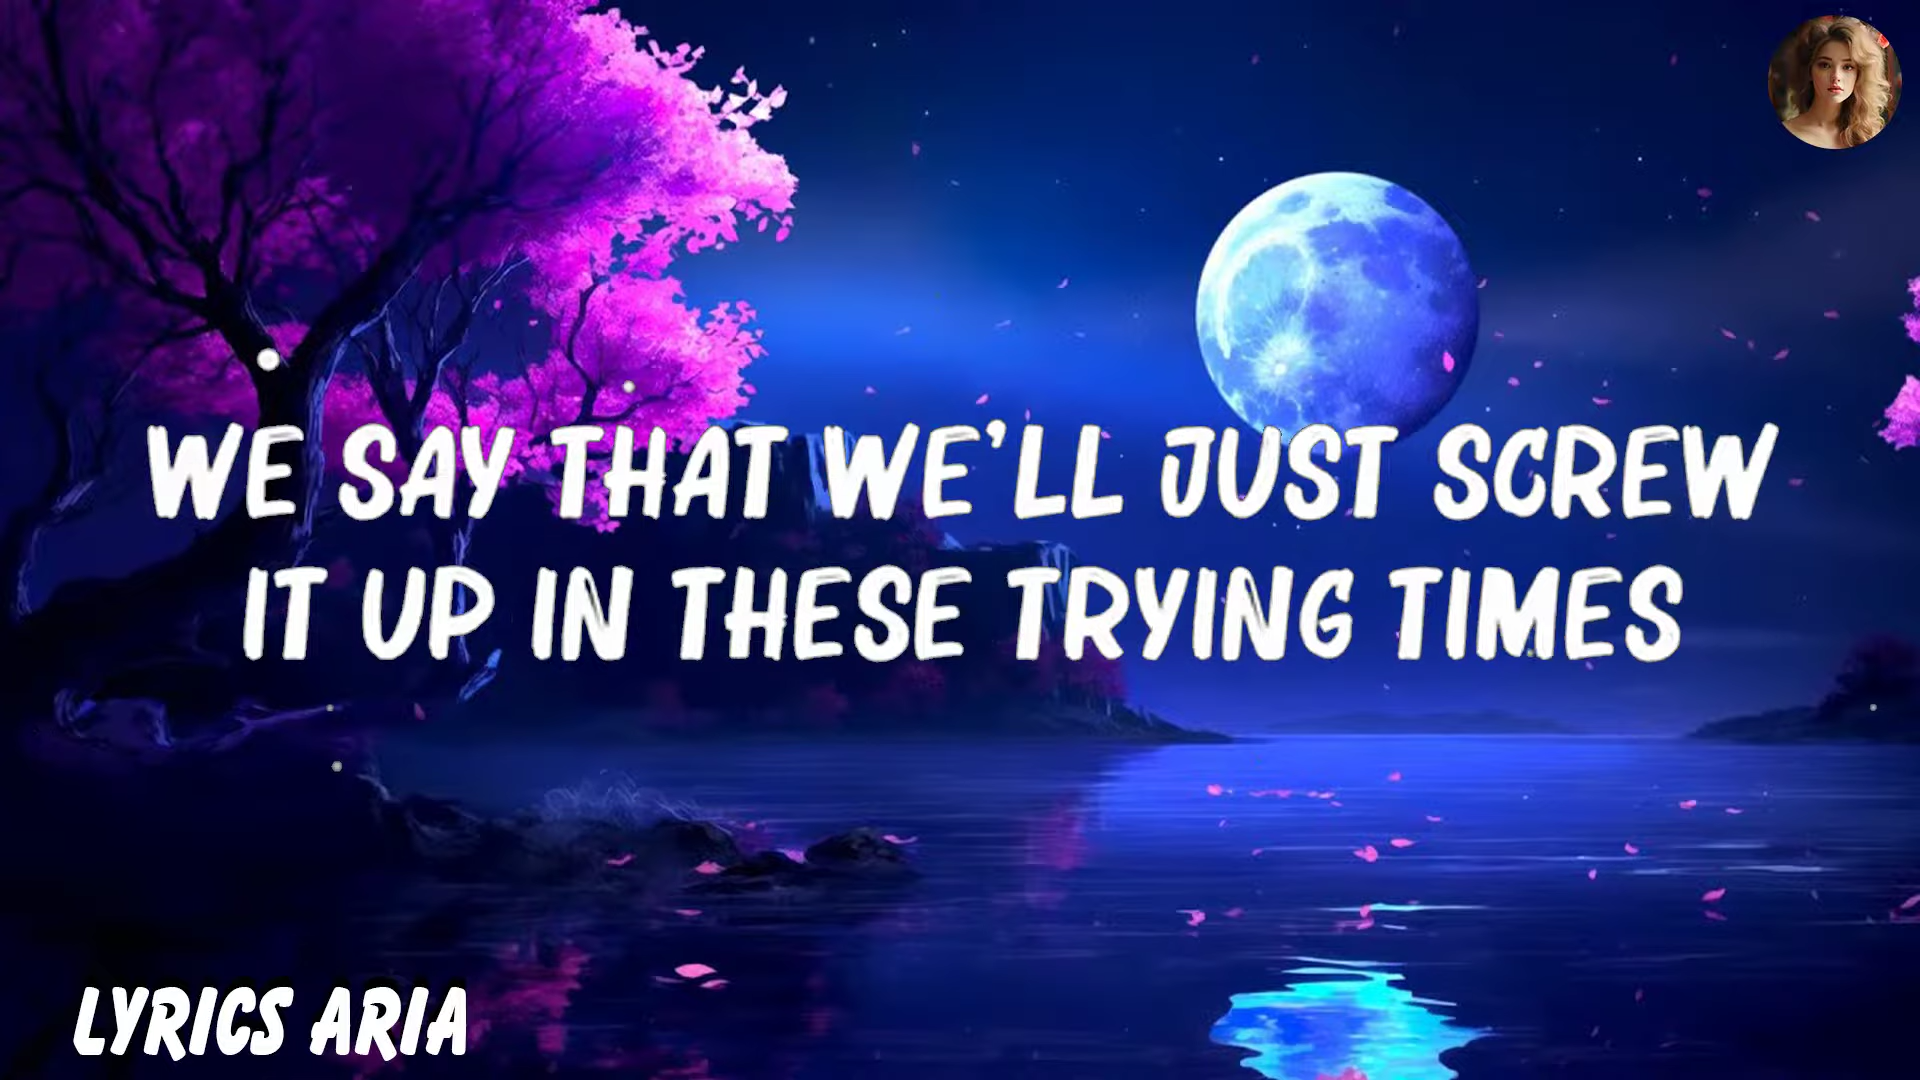 WE SAY THAT WE'LL JUST SCREW
IT UP IN THESE TRYING TIMES
LYRICS ARIA